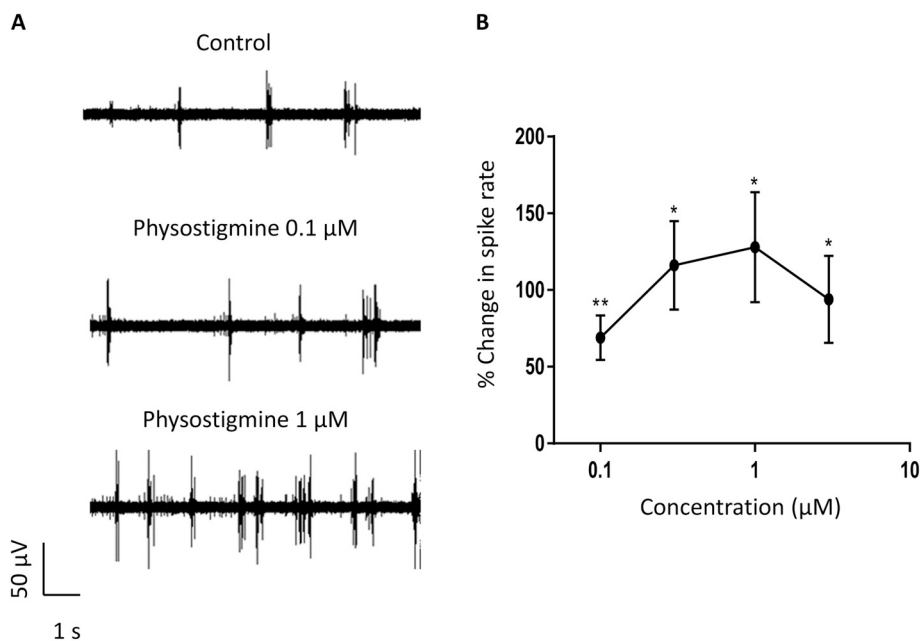 A
Control
Physostigmine 0.1 µM
Physostigmine 1 µM
50 µV
1 s
B
200
150
100
50
0
% Change in spike rate
**
*
*
*
0.1
1
10
Concentration (µM)